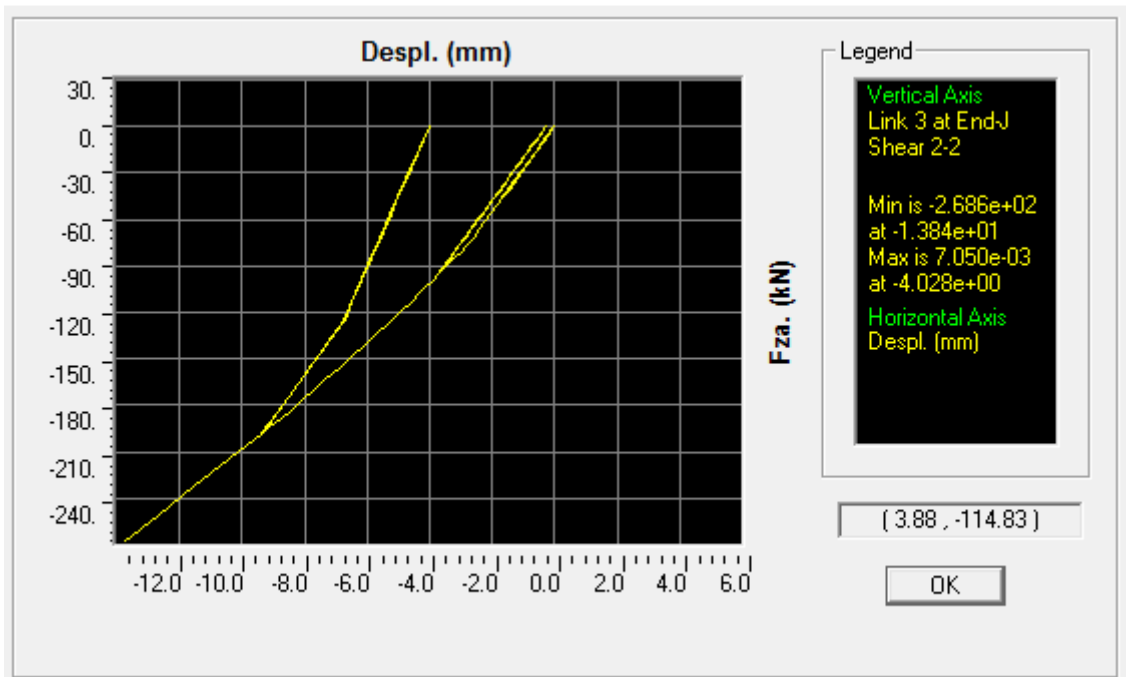 Despl. (mm)
30.
0.
-30.
-60.
-90.
-120.
-150.
-180.
-210.
-240.
-12.0 -10.0 -8.0 -6.0 -4.0 -2.0 0.0 2.0 4.0 6.0
Fza. (kN)
Legend
Vertical Axis
Link 3 at End-J
Shear 2-2
Min is -2.686e+02
at -1.384e+01
Max is 7.050e-03
at -4.028e+00
Horizontal Axis
Despl. (mm)
( 3.88 , -114.83 )
OK